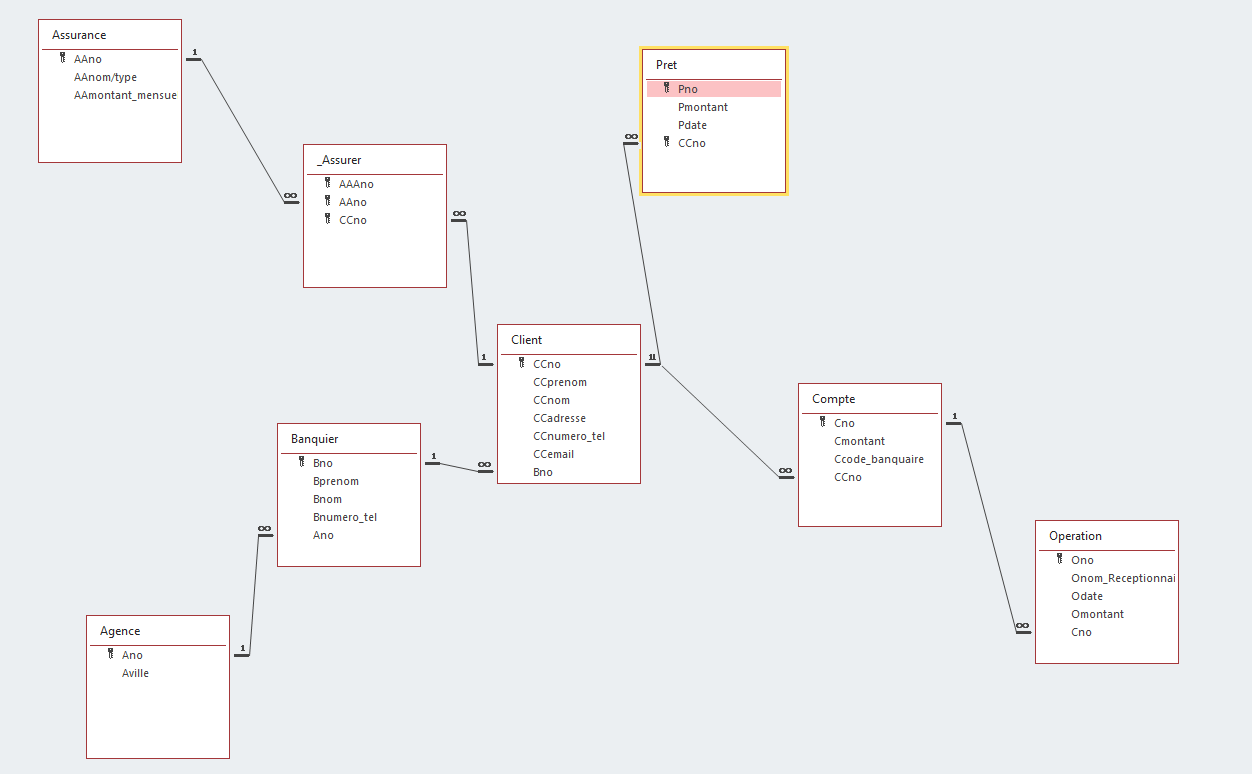 Assurance
AAno
AAnom/type
AAmontant_mensue
1
∞
_Assurer
AAAno
AAno
CCno
∞
1
Pret
Pno
Pmontant
Pdate
CCno
∞
Client
CCno
CCprenom
CCnom
CCadresse
CCnumero_tel
CCemail
Bno
1
1
∞
Banquier
Bno
Bprenom
Bnom
Bnumero_tel
Ano
1
∞
∞
Agence
Ano
Aville
1
Compte
Cno
Cmontant
Ccode_banquaire
CCno
1
∞
Operation
Ono
Onom_Receptionnai
Odate
Omontant
Cno